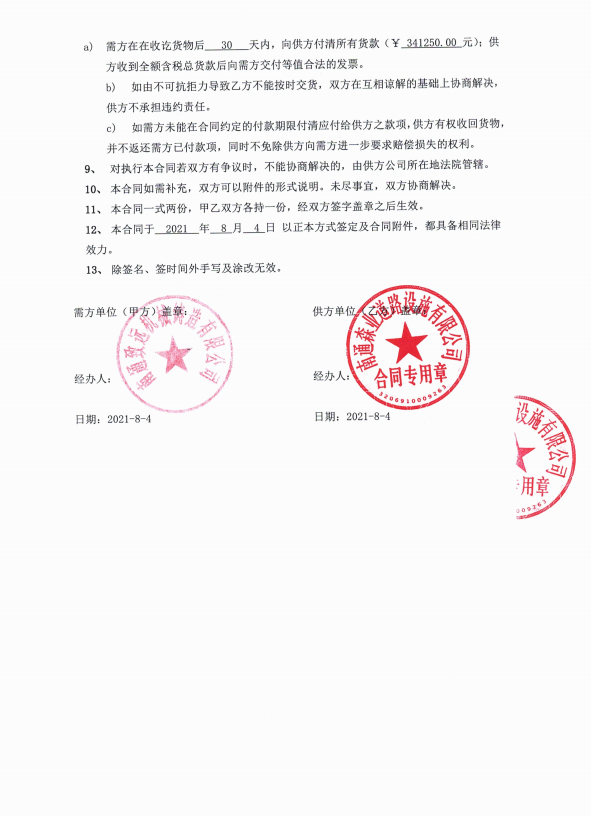 a) 需方在在收讫货物后 30 天内，向供方付清所有货款（￥ 341250.00 元）；供
方收到全额含税总货款后向需方交付等值合法的发票。
b) 如由不可抗拒力导致乙方不能按时交货，双方在互相谅解的基础上协商解决，
供方不承担违约责任。
c) 如需方未能在合同约定的付款期限付清应付给供方之款项，供方有权收回货物，
并不返还需方已付款项，同时不免除供方向需方进一步要求赔偿损失的权利。
9、 对执行本合同若双方有争议时，不能协商解决的，由供方公司所在地法院管辖。
10、 本合同如需补充，双方可以附件的形式说明。未尽事宜，双方协商解决。
11、 本合同一式两份，甲乙双方各持一份，经双方签字盖章之后生效。
12、 本合同于 2021 年 8 月 4 日 以正本方式签定及合同附件，都具备相同法律
效力。
13、 除签名、签时间外手写及涂改无效。
需方单位（甲方）盖章：
供方单位（乙方）盖章：
南通致远机械铸造有限公司
南通森业道路设施有限公司
合同专用章
3206910009263
经办人：
经办人：
日期：2021-8-4
日期：2021-8-4
设施有限公司
专用章
009263